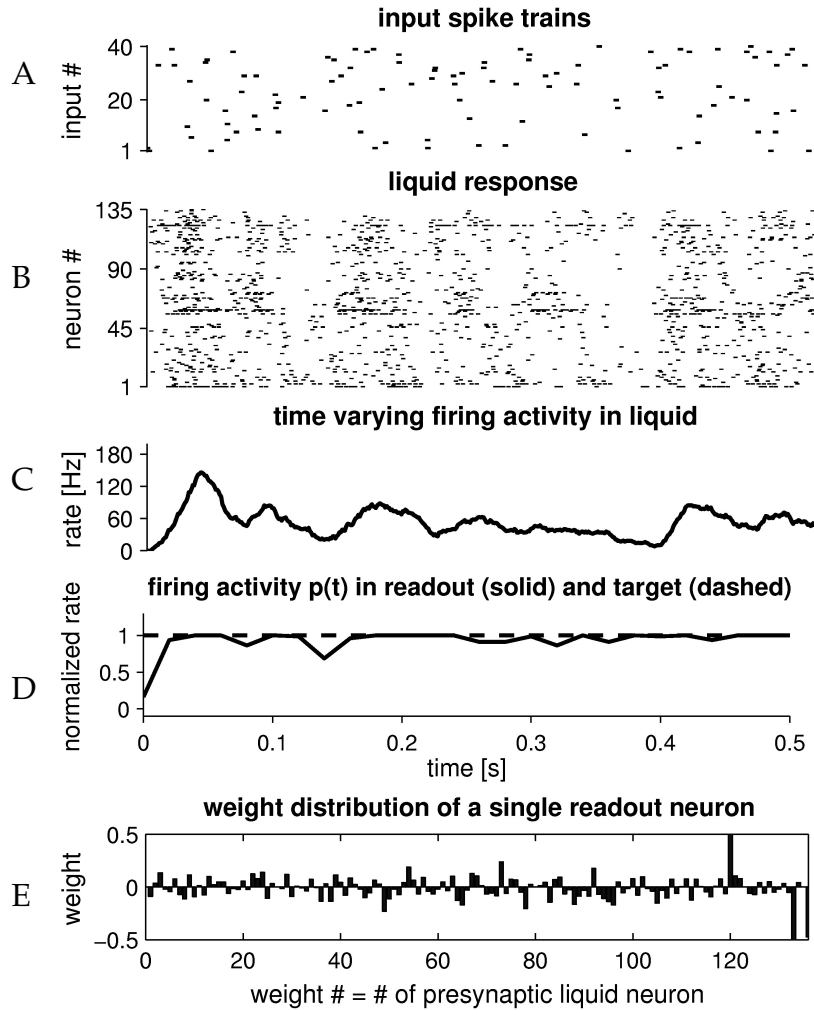 input spike trains
A
input #
40
20
1
liquid response
B
neuron #
135
90
45
1
time varying firing activity in liquid
C
rate [Hz]
180
120
60
0
firing activity p(t) in readout (solid) and target (dashed)
D
normalized rate
1
0.5
0
0 0.1 0.2 0.3 0.4 0.5
time [s]
weight distribution of a single readout neuron
E
weight
0.5
0
−0.5
0 20 40 60 80 100 120
weight # = # of presynaptic liquid neuron